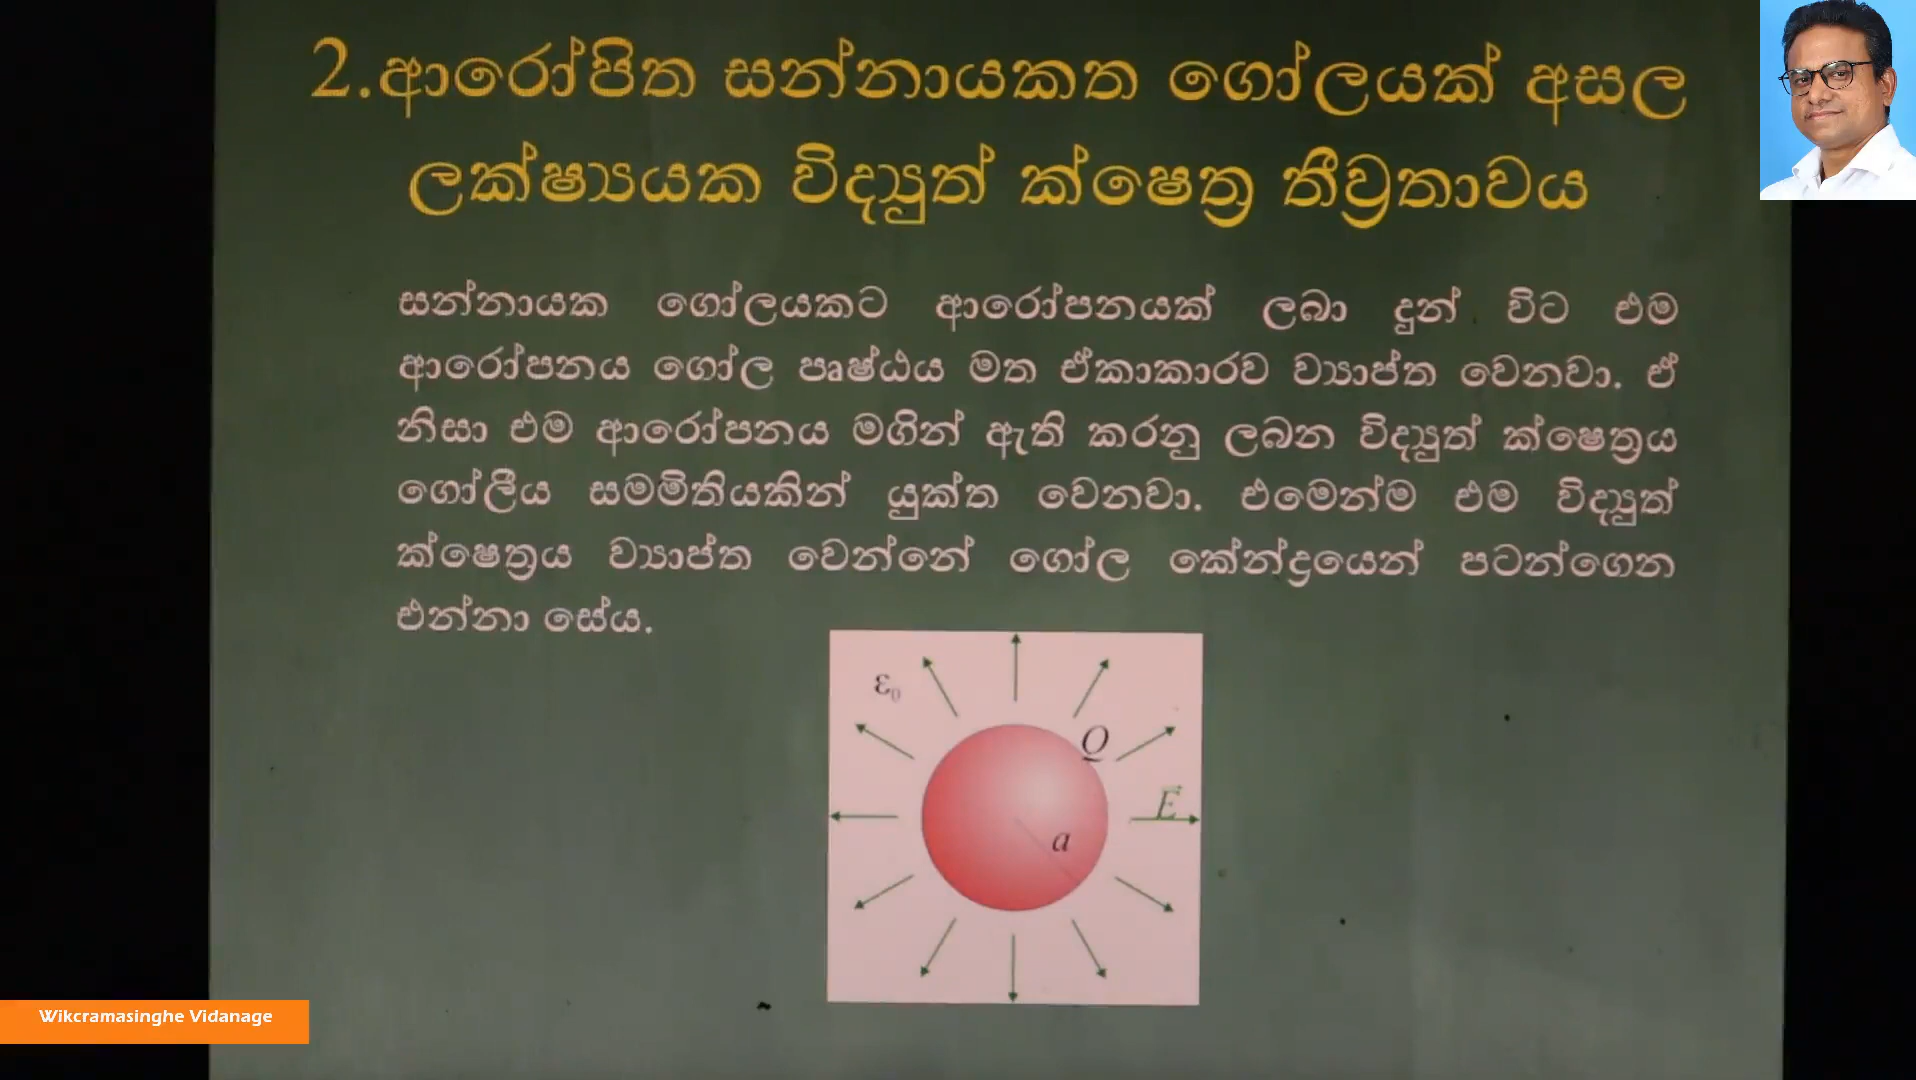 2.ආරෝපිත සන්නායකත ගෝලයක් අසල
ලක්ෂ්‍යයක විද්‍යුත් ක්ෂෙත්‍ර තීව්‍රතාවය
සන්නායක ගෝලයකට ආරෝපනයක් ලබා දුන් විට එම
ආරෝපනය ගෝල පෘෂ්ඨය මත ඒකාකාරව ව්‍යාප්ත වෙනවා. ඒ
නිසා එම ආරෝපනය මගින් ඇති කරනු ලබන විද්‍යුත් ක්ෂෙත්‍රය
ගෝලීය සමමිතියකින් යුක්ත වෙනවා. එමෙන්ම එම විද්‍යුත්
ක්ෂෙත්‍රය ව්‍යාප්ත වෙන්නේ ගෝල කේන්ද්‍රයෙන් පටන්ගෙන
එන්නා සේය.
ε₀
Q
E
a
Wikcramasinghe Vidanage